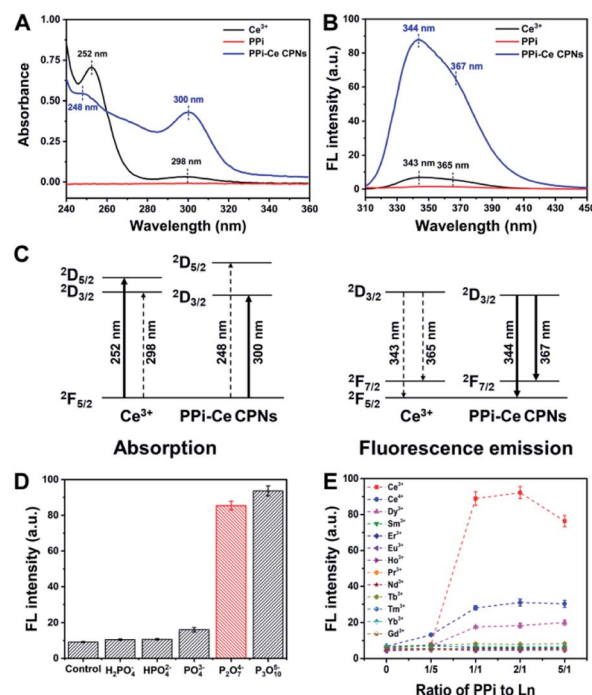 A
Ce³⁺
PPi
PPi-Ce CPNs
252 nm
248 nm
300 nm
298 nm
Absorbance
1.00
0.75
0.50
0.25
0.00
240 260 280 300 320 340 360
Wavelength (nm)
B
Ce³⁺
PPi
PPi-Ce CPNs
344 nm
367 nm
343 nm
365 nm
FL intensity (a.u.)
100
80
60
40
20
0
310 330 350 370 390 410 430 450
Wavelength (nm)
C
²D₅/₂
²D₃/₂
²F₅/₂
252 nm
298 nm
Ce³⁺
²D₅/₂
²D₃/₂
248 nm
300 nm
PPi-Ce CPNs
Absorption
²D₃/₂
²F₇/₂
²F₅/₂
343 nm
365 nm
Ce³⁺
²D₃/₂
²F₇/₂
344 nm
367 nm
PPi-Ce CPNs
Fluorescence emission
D
FL intensity (a.u.)
100
80
60
40
20
0
Control H₂PO₄⁻ HPO₄²⁻ PO₄³⁻ P₂O₇⁴⁻ P₃O₁₀⁵⁻
E
Ce³⁺
Ce⁴⁺
Dy³⁺
Sm³⁺
Er³⁺
Eu³⁺
Ho³⁺
Pr³⁺
Nd³⁺
Tb³⁺
Tm³⁺
Yb³⁺
Gd³⁺
FL intensity (a.u.)
100
80
60
40
20
0
0 1/5 1/1 2/1 5/1
Ratio of PPi to Ln